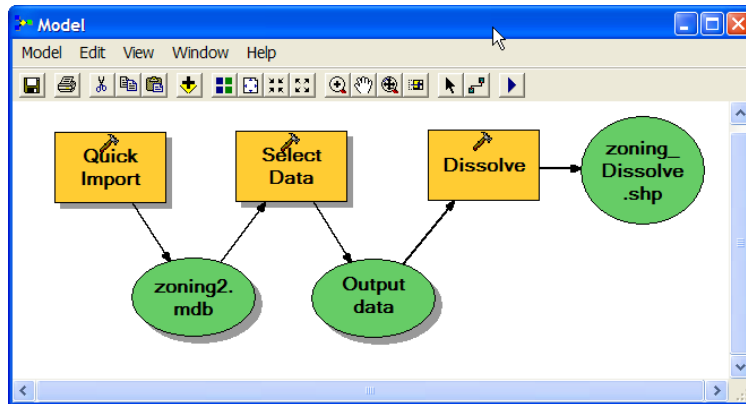 Model
Model Edit View Window Help
Quick
Import
Select
Data
Dissolve
zoning_
Dissolve
.shp
zoning2.
mdb
Output
data